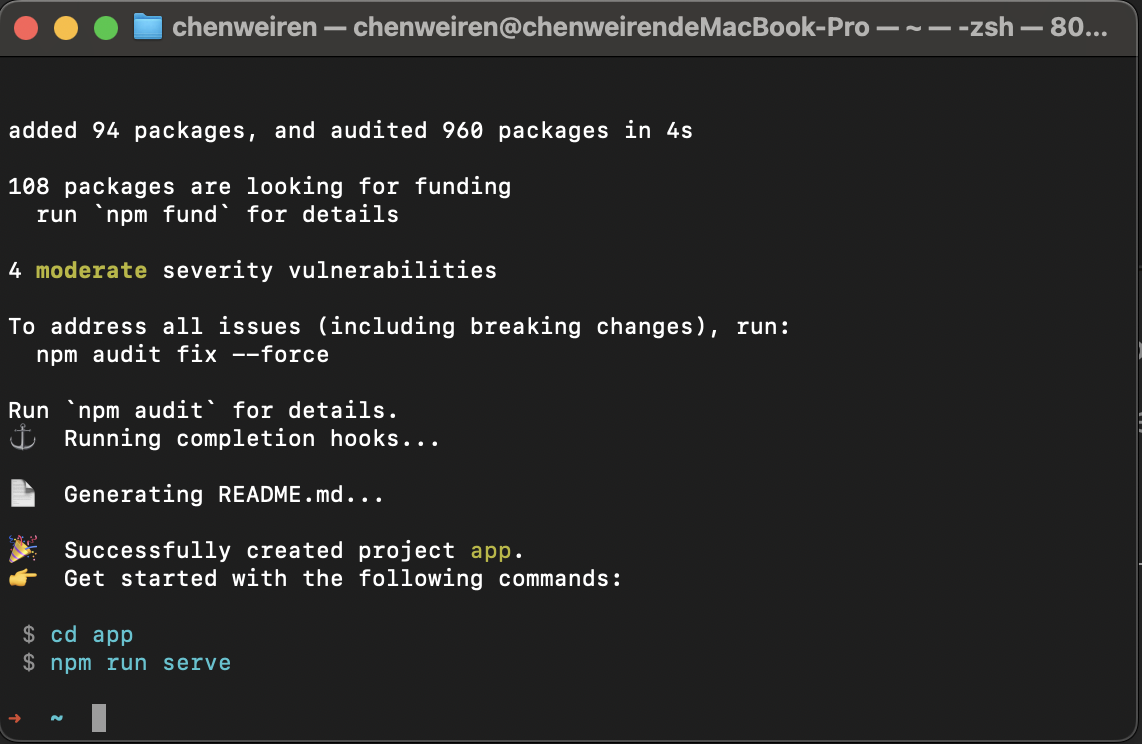 chenweiren — chenweiren@chenweirendeMacBook-Pro — ~ — -zsh — 80...
added 94 packages, and audited 960 packages in 4s
108 packages are looking for funding
  run `npm fund` for details
4 moderate severity vulnerabilities
To address all issues (including breaking changes), run:
  npm audit fix --force
Run `npm audit` for details.
⚓  Running completion hooks...
📄  Generating README.md...
🎉  Successfully created project app.
👉  Get started with the following commands:
 $ cd app
 $ npm run serve
➜  ~